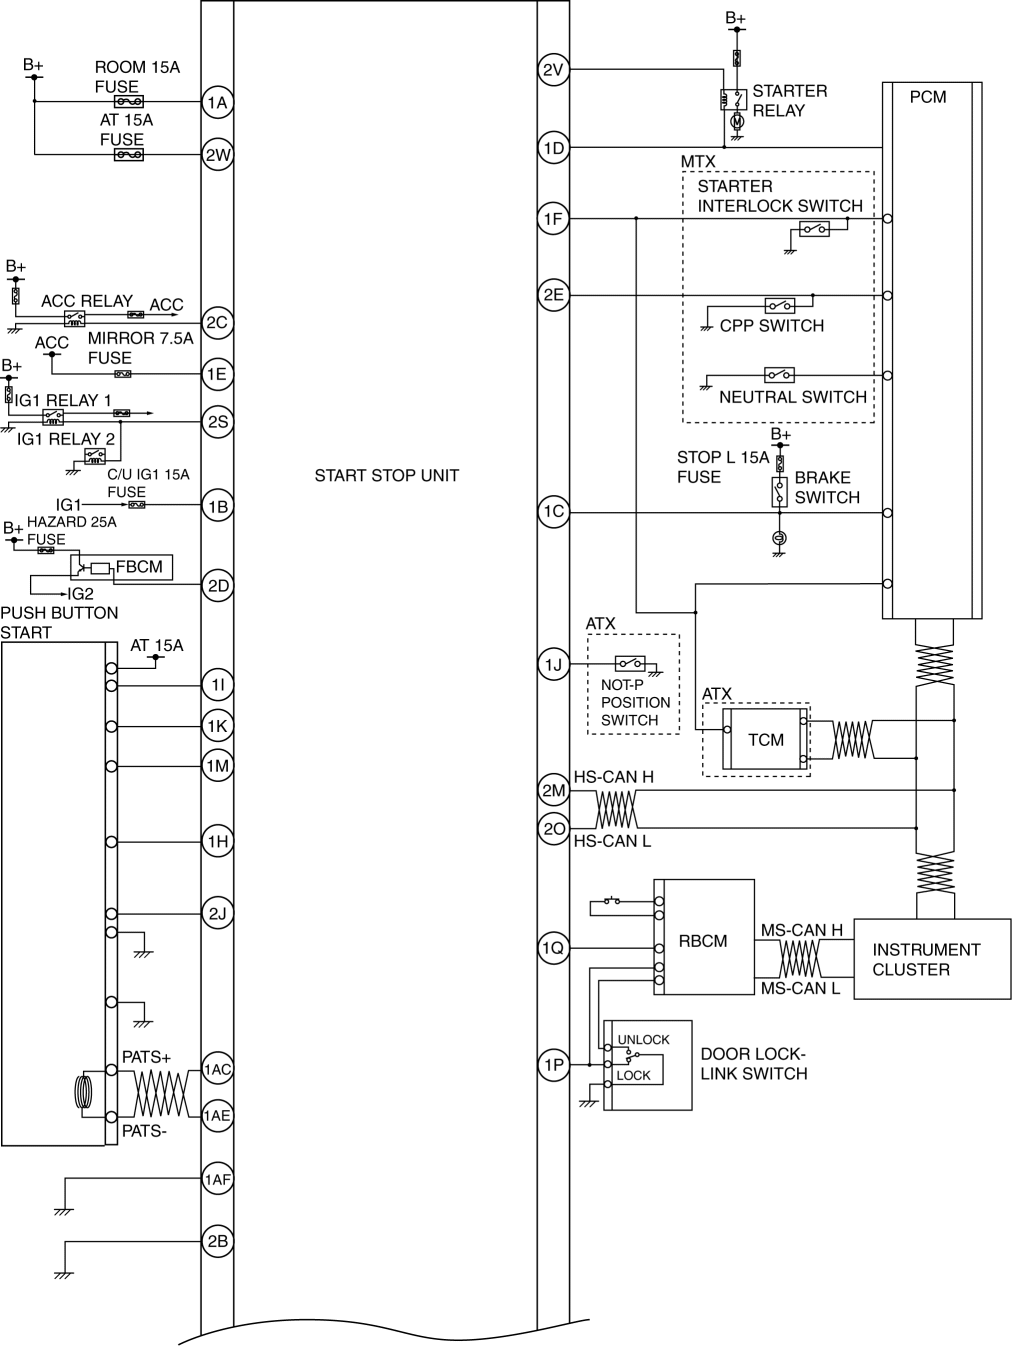 B+
ROOM 15A
FUSE
1A
AT 15A
FUSE
2W
B+
ACC RELAY
ACC
2C
MIRROR 7.5A
FUSE
ACC
1E
B+
IG1 RELAY 1
2S
IG1 RELAY 2
C/U IG1 15A
FUSE
IG1
1B
HAZARD 25A
FUSE
B+
FBCM
2D
IG2
PUSH BUTTON
START
AT 15A
1I
1K
1M
1H
2J
PATS+
1AC
1AE
PATS-
1AF
2B
START STOP UNIT
B+
2V
STARTER
RELAY
M
1D
PCM
MTX
STARTER
INTERLOCK SWITCH
1F
2E
CPP SWITCH
NEUTRAL SWITCH
B+
STOP L 15A
FUSE
BRAKE
SWITCH
1C
ATX
1J
NOT-P
POSITION
SWITCH
ATX
TCM
2M
HS-CAN H
2O
HS-CAN L
RBCM
1Q
MS-CAN H
MS-CAN L
INSTRUMENT
CLUSTER
1P
UNLOCK
LOCK
DOOR LOCK-
LINK SWITCH